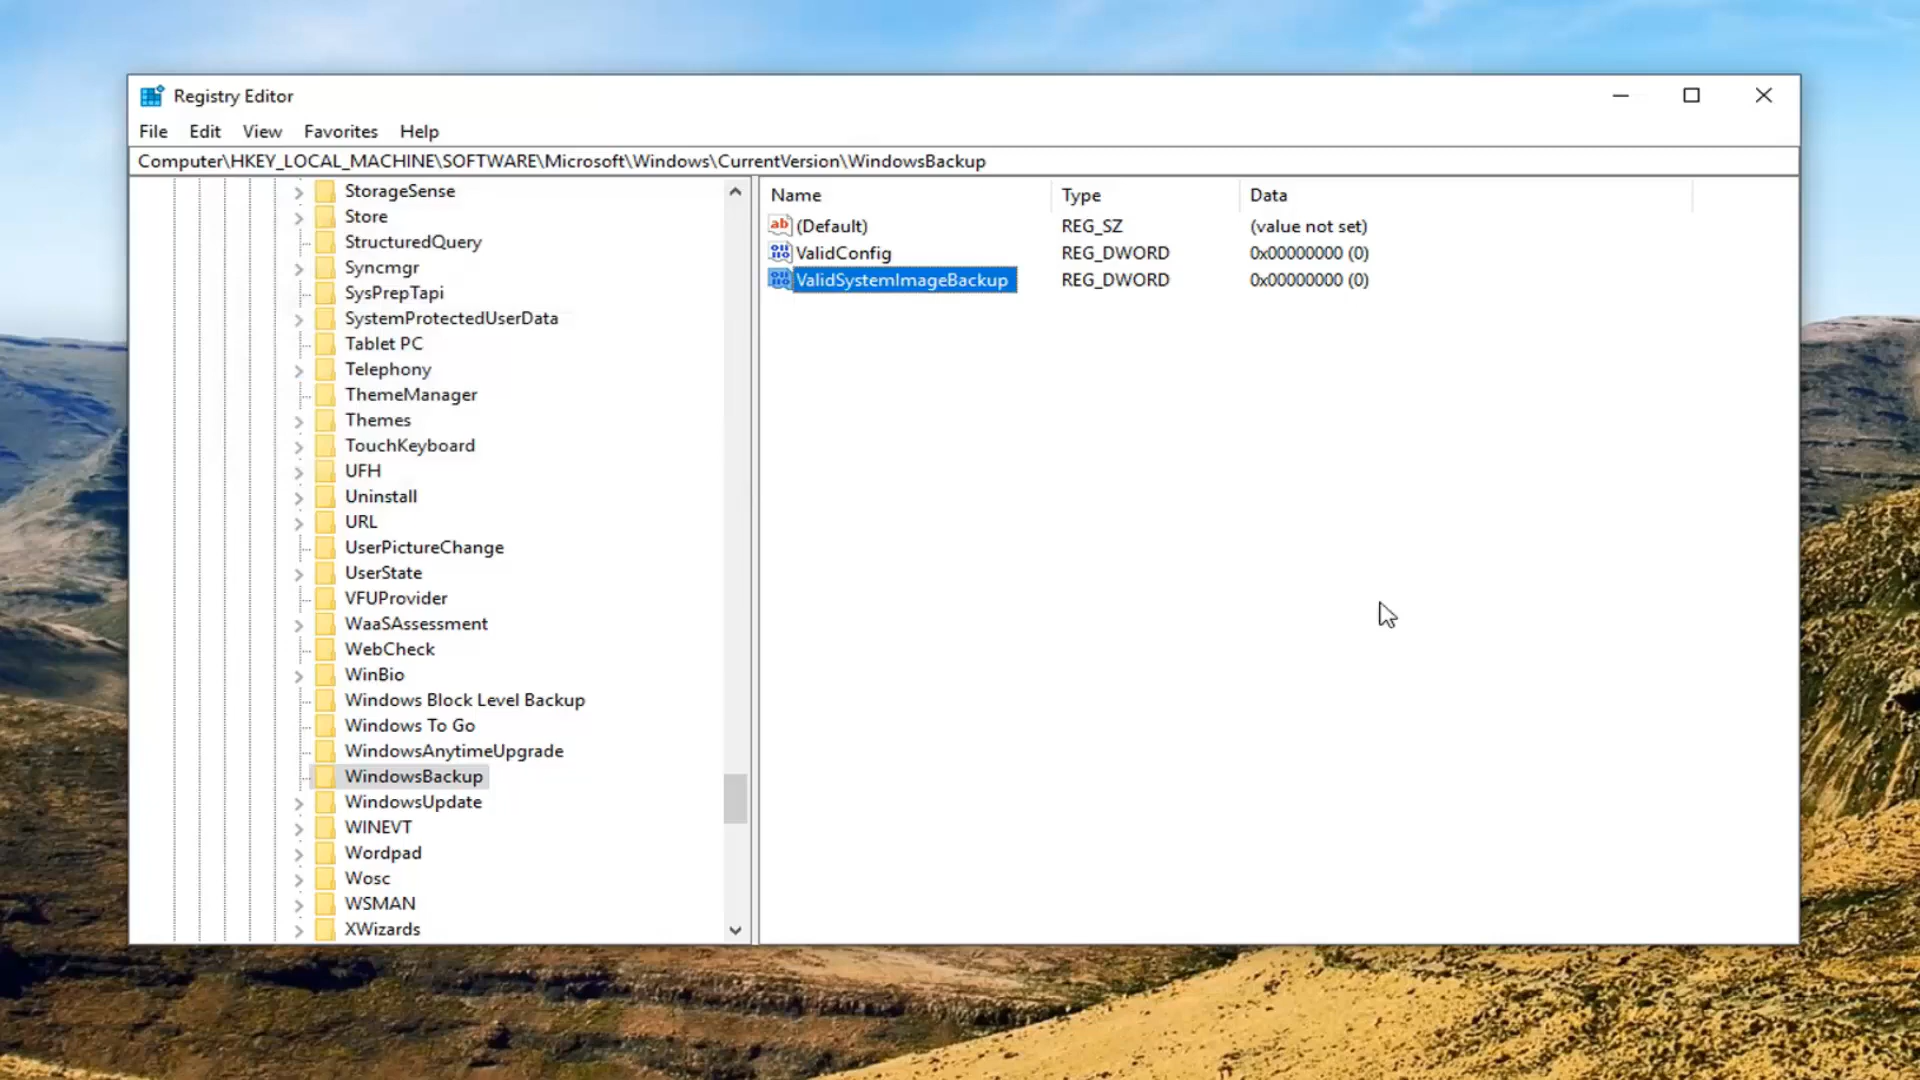 Registry Editor
File Edit View Favorites Help
Computer\HKEY_LOCAL_MACHINE\SOFTWARE\Microsoft\Windows\CurrentVersion\WindowsBackup
StorageSense
Store
StructuredQuery
Syncmgr
SysPrepTapi
SystemProtectedUserData
Tablet PC
Telephony
ThemeManager
Themes
TouchKeyboard
UFH
Uninstall
URL
UserPictureChange
UserState
VFUProvider
WaaSAssessment
WebCheck
WinBio
Windows Block Level Backup
Windows To Go
WindowsAnytimeUpgrade
WindowsBackup
WindowsUpdate
WINEVT
Wordpad
Wosc
WSMAN
XWizards
Name Type Data
(Default) REG_SZ (value not set)
ValidConfig REG_DWORD 0x00000000 (0)
ValidSystemImageBackup REG_DWORD 0x00000000 (0)